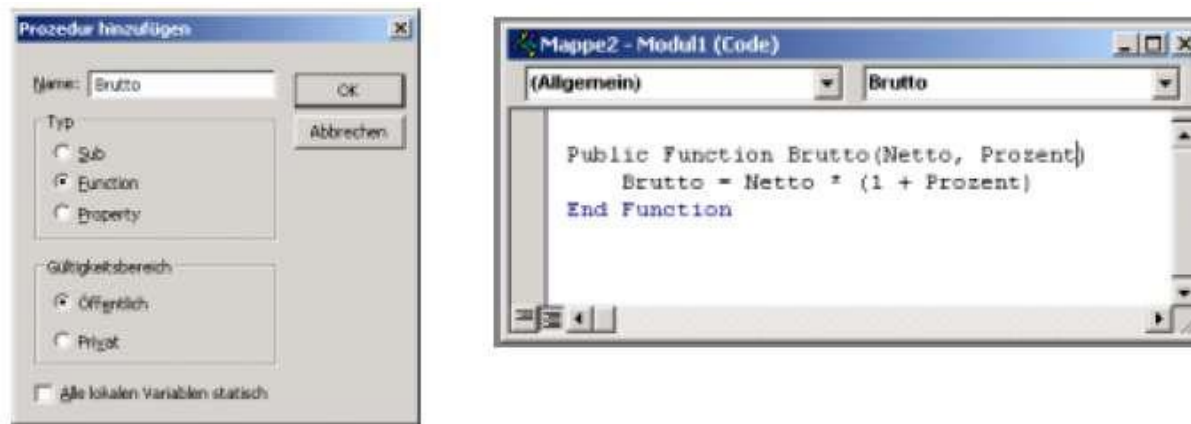 Prozedur hinzufügen
Name: Brutto
OK
Abbrechen
Typ
Sub
Function
Property
Gültigkeitsbereich
Öffentlich
Privat
Alle lokalen Variablen statisch
Mappe2 - Modul1 (Code)
(Allgemein) Brutto
Public Function Brutto(Netto, Prozent)
Brutto = Netto * (1 + Prozent)
End Function